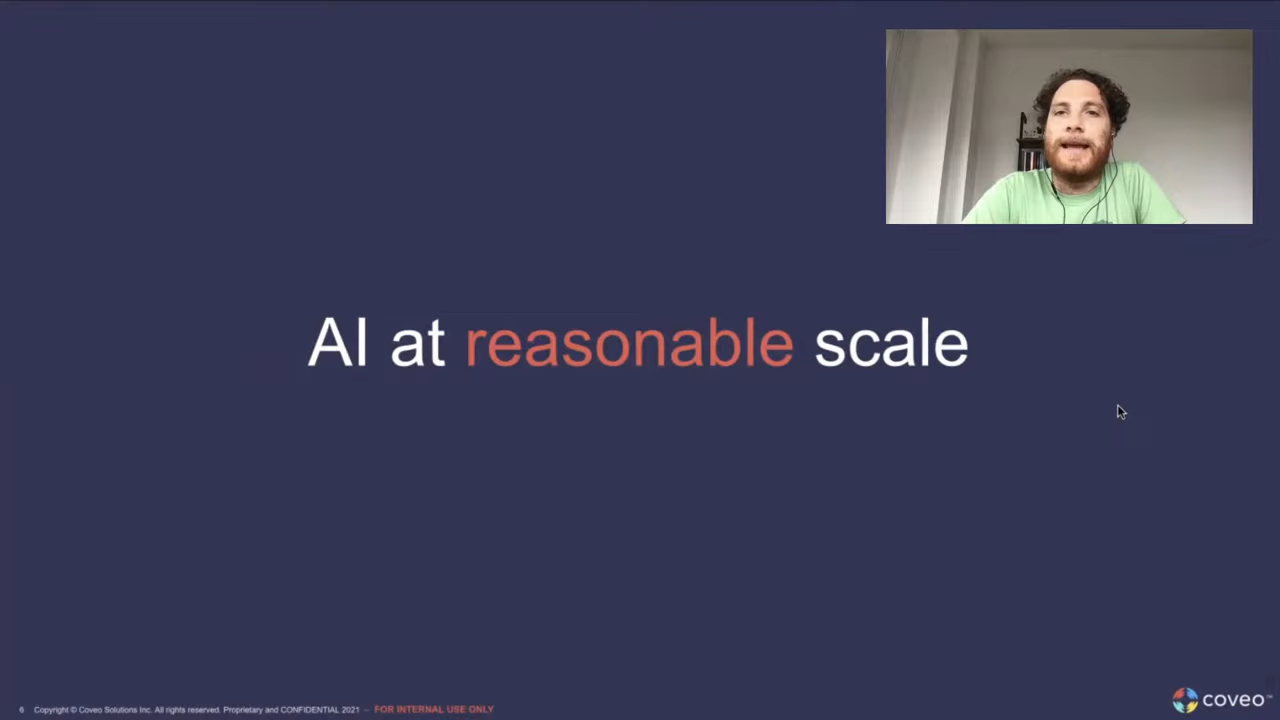 AI at reasonable scale
6 Copyright © Coveo Solutions Inc. All rights reserved. Proprietary and CONFIDENTIAL 2021 – FOR INTERNAL USE ONLY
coveo™